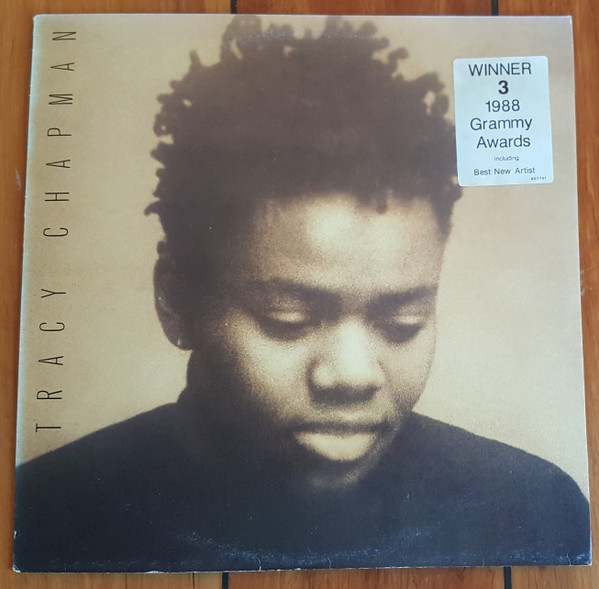 TRACY CHAPMAN
WINNER
3
1988
Grammy
Awards
including
Best New Artist